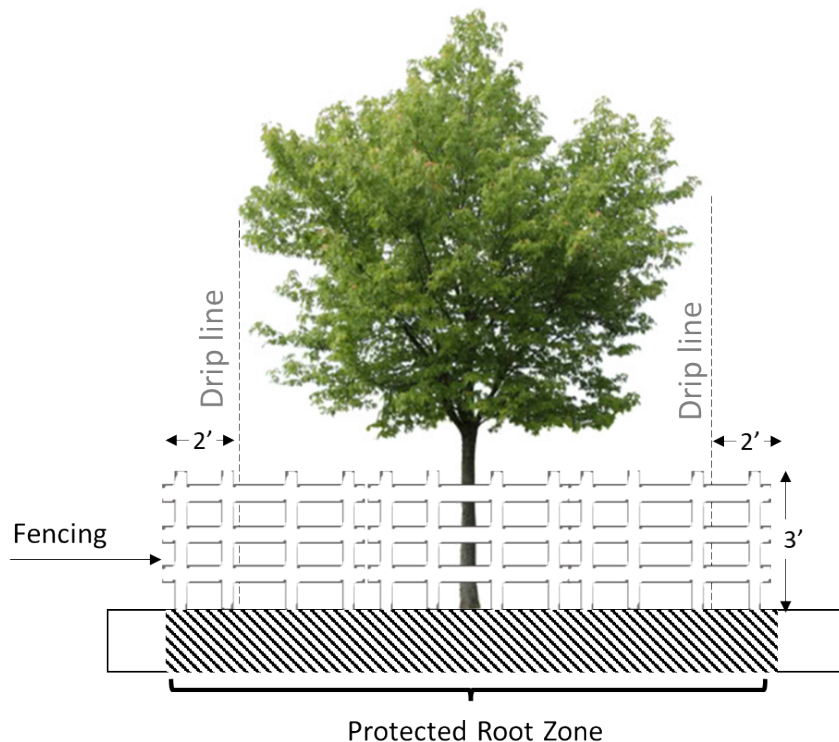 Drip line
Drip line
2’
2’
Fencing
3’
Protected Root Zone